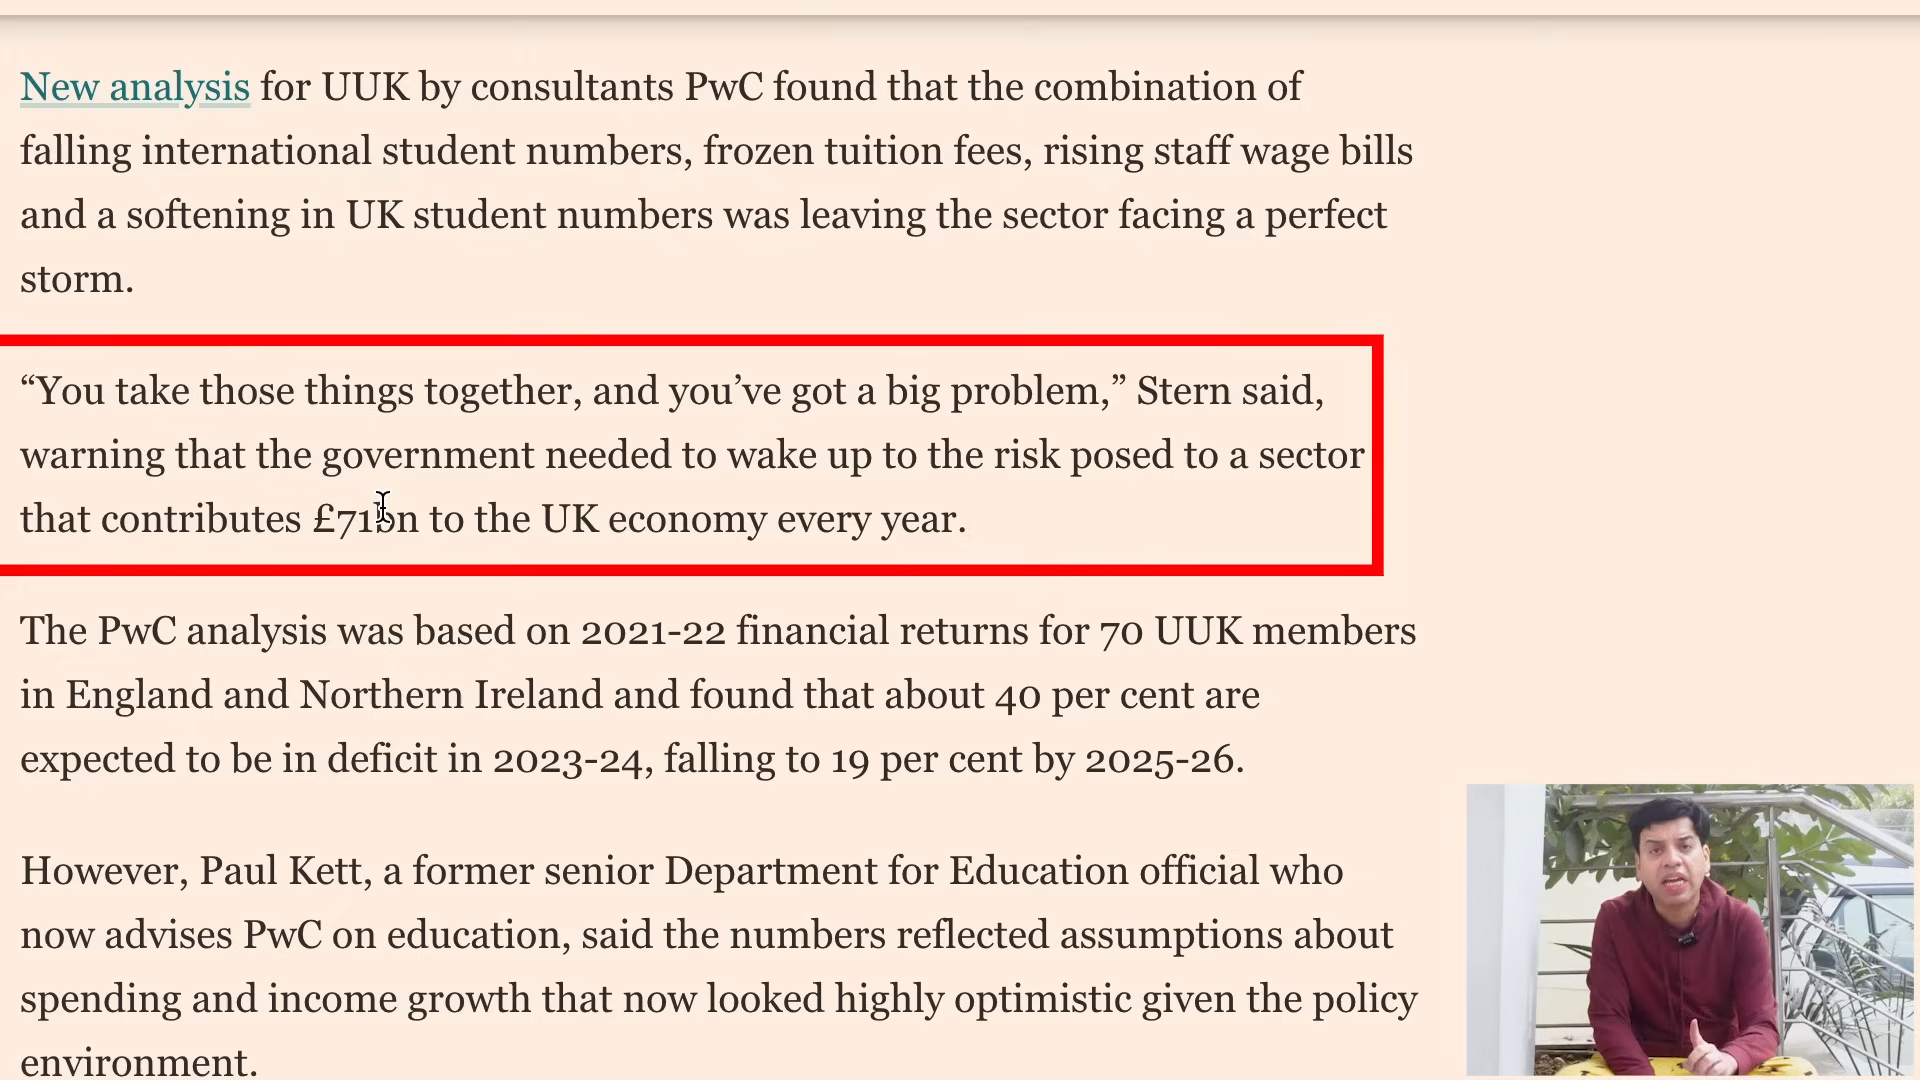 New analysis for UUK by consultants PwC found that the combination of
falling international student numbers, frozen tuition fees, rising staff wage bills
and a softening in UK student numbers was leaving the sector facing a perfect
storm.
“You take those things together, and you’ve got a big problem,” Stern said,
warning that the government needed to wake up to the risk posed to a sector
that contributes £71bn to the UK economy every year.
The PwC analysis was based on 2021-22 financial returns for 70 UUK members
in England and Northern Ireland and found that about 40 per cent are
expected to be in deficit in 2023-24, falling to 19 per cent by 2025-26.
However, Paul Kett, a former senior Department for Education official who
now advises PwC on education, said the numbers reflected assumptions about
spending and income growth that now looked highly optimistic given the policy
environment.